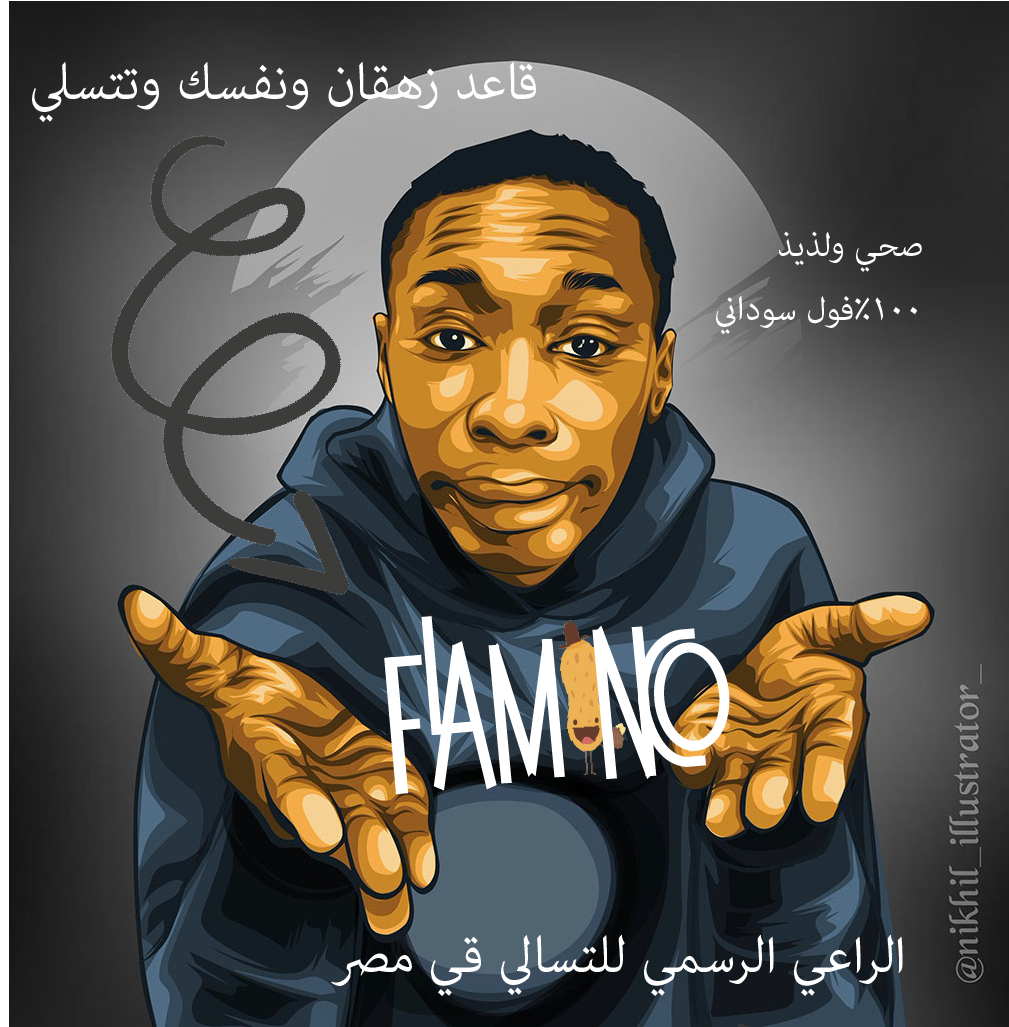 قاعد زهقان ونفسك وتتسلي
صحي ولذيذ
١٠٠٪فول سوداني
FLAMINCO
الراعي الرسمي للتسالي قي مصر
@nikhil_illustrator_